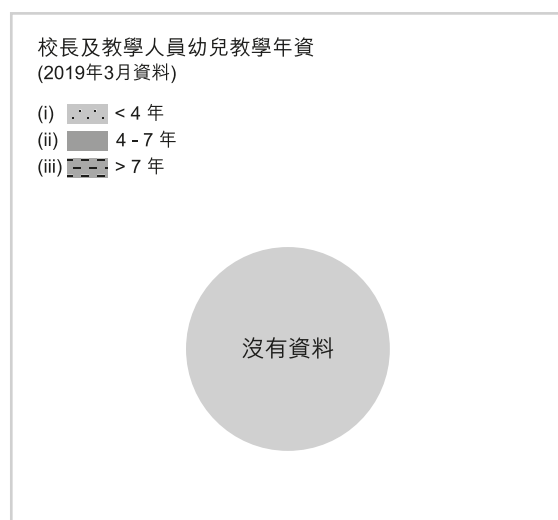 校長及教學人員幼兒教學年資
(2019年3月資料)
(i) < 4 年
(ii) 4 - 7 年
(iii) > 7 年
沒有資料